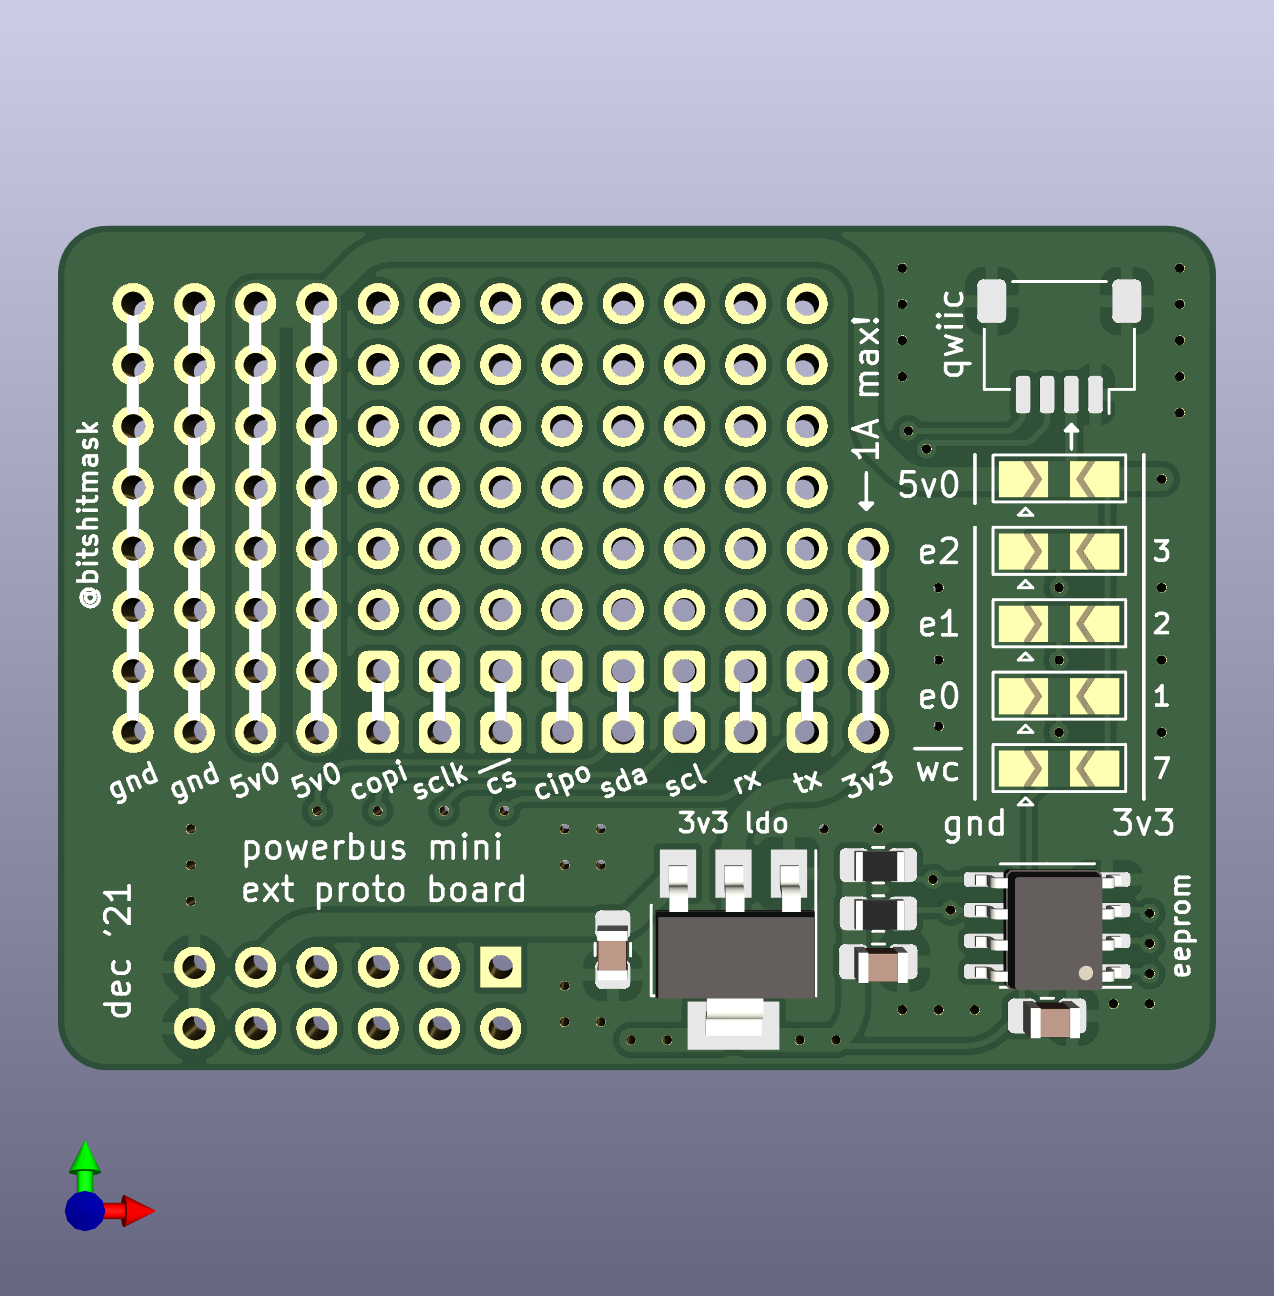 qwiic
1A max!
@bitshitmask
5v0
e2
3
e1
2
e0
1
wc
7
gnd
3v3
gnd
gnd
5v0
5v0
copi
sclk
cs
cipo
sda
scl
rx
tx
3v3
3v3 ldo
powerbus mini
ext proto board
dec '21
eeprom